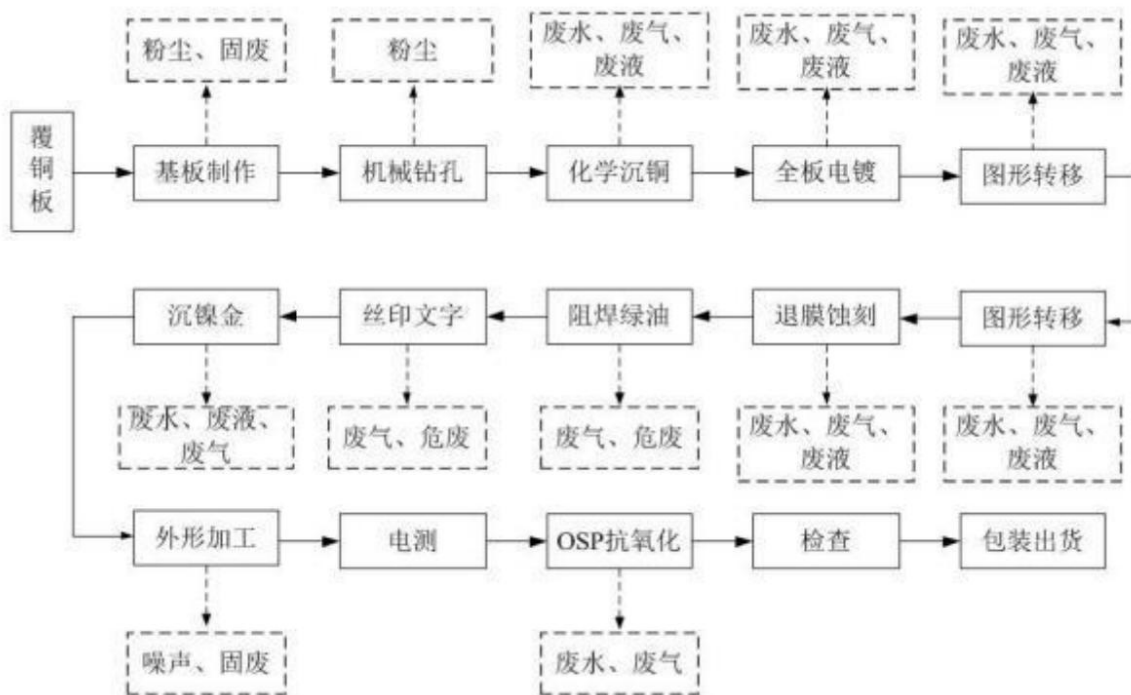 粉尘、固废
粉尘
废水、废气、
废液
废水、废气、
废液
废水、废气、
废液
覆
铜
板
基板制作
机械钻孔
化学沉铜
全板电镀
图形转移
沉镍金
丝印文字
阻焊绿油
退膜蚀刻
图形转移
废水、废液、
废气
废气、危废
废气、危废
废水、废气、
废液
废水、废气、
废液
外形加工
电测
OSP抗氧化
检查
包装出货
噪声、固废
废水、废气